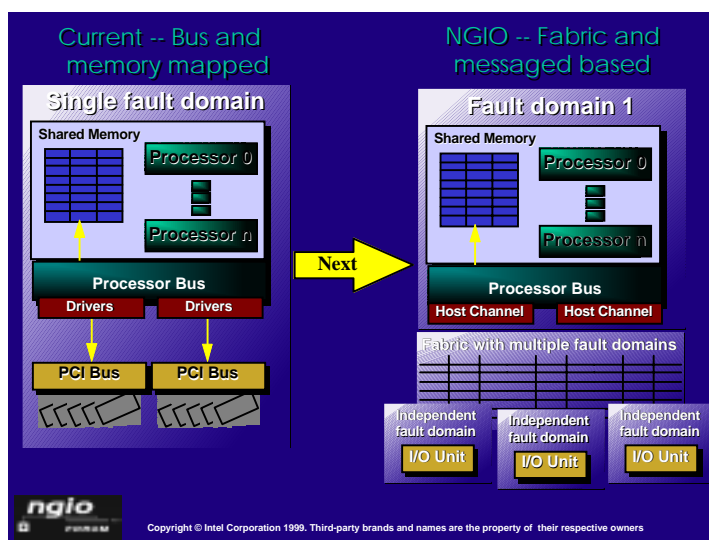 Current -- Bus and
memory mapped
Single fault domain
Shared Memory
Processor 0
Processor n
Processor Bus
Drivers
Drivers
PCI Bus
PCI Bus
Next
NGIO -- Fabric and
messaged based
Fault domain 1
Shared Memory
Processor 0
Processor n
Processor Bus
Host Channel
Host Channel
Fabric with multiple fault domains
Independent
fault domain
I/O Unit
Independent
fault domain
I/O Unit
Independent
fault domain
I/O Unit
ngio
FORUM
Copyright © Intel Corporation 1999. Third-party brands and names are the property of their respective owners